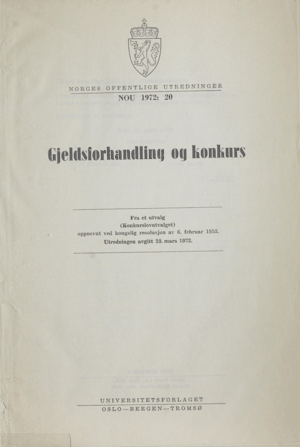 NORGES OFFENTLIGE UTREDNINGER
NOU 1972: 20
Gjeldsforhandling og konkurs
Fra et utvalg
(Konkurslovutvalget)
oppnevnt ved kongelig resolusjon av 6. februar 1953.
Utredningen avgitt 23. mars 1972.
UNIVERSITETSFORLAGET
OSLO—BERGEN—TROMSØ